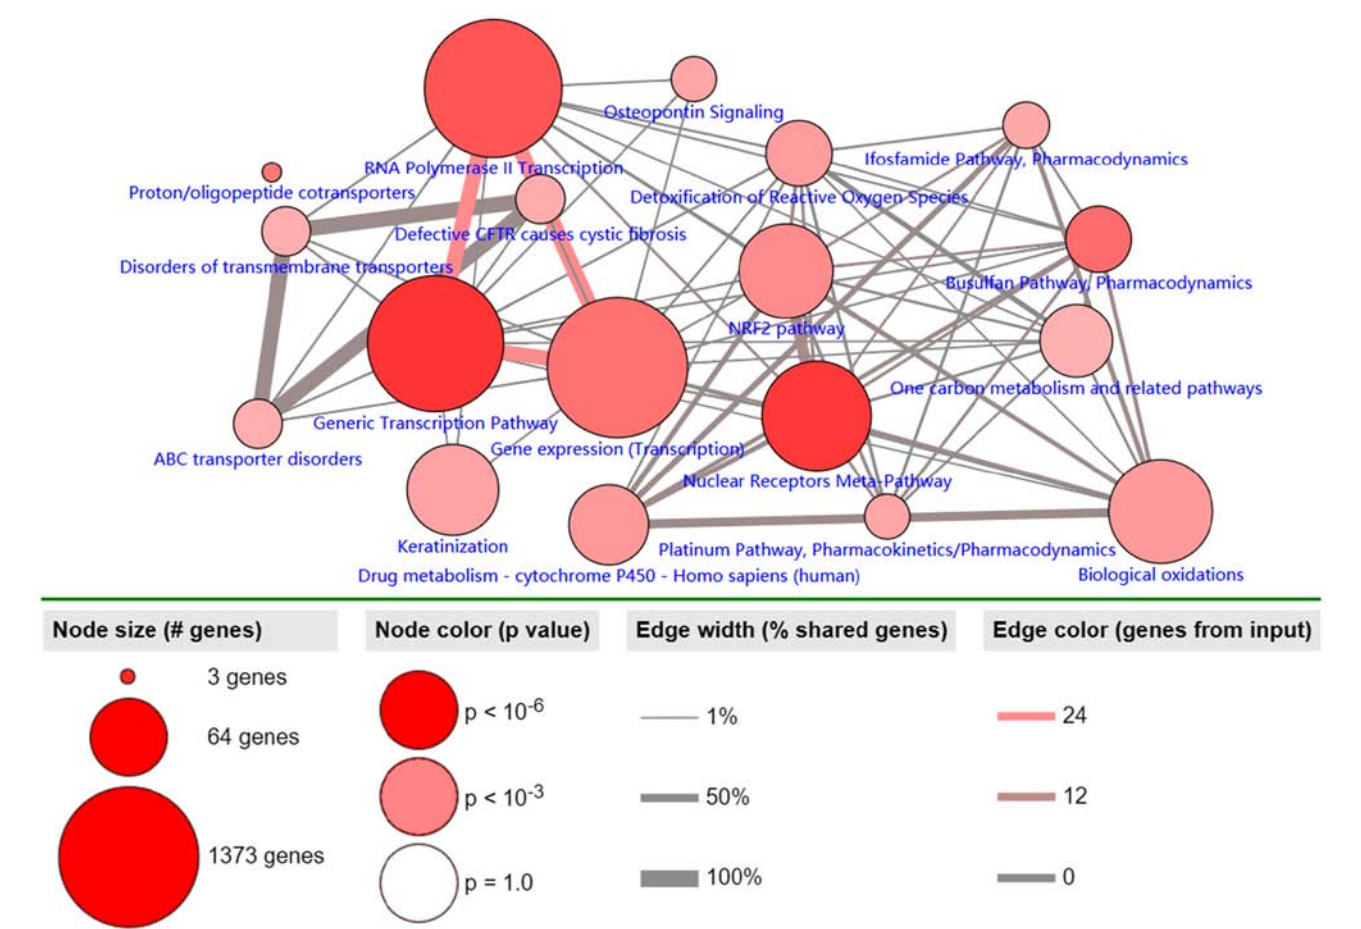 Osteopontin Signaling
RNA Polymerase II Transcription
Ifosfamide Pathway, Pharmacodynamics
Proton/oligopeptide cotransporters
Detoxification of Reactive Oxygen Species
Defective CFTR causes cystic fibrosis
Disorders of transmembrane transporters
Busulfan Pathway, Pharmacodynamics
NRF2 pathway
One carbon metabolism and related pathways
Generic Transcription Pathway
Gene expression (Transcription)
ABC transporter disorders
Nuclear Receptors Meta-Pathway
Keratinization
Platinum Pathway, Pharmacokinetics/Pharmacodynamics
Drug metabolism - cytochrome P450 - Homo sapiens (human)
Biological oxidations
Node size (# genes)
3 genes
64 genes
1373 genes
Node color (p value)
p < 10-6
p < 10-3
p = 1.0
Edge width (% shared genes)
1%
50%
100%
Edge color (genes from input)
24
12
0